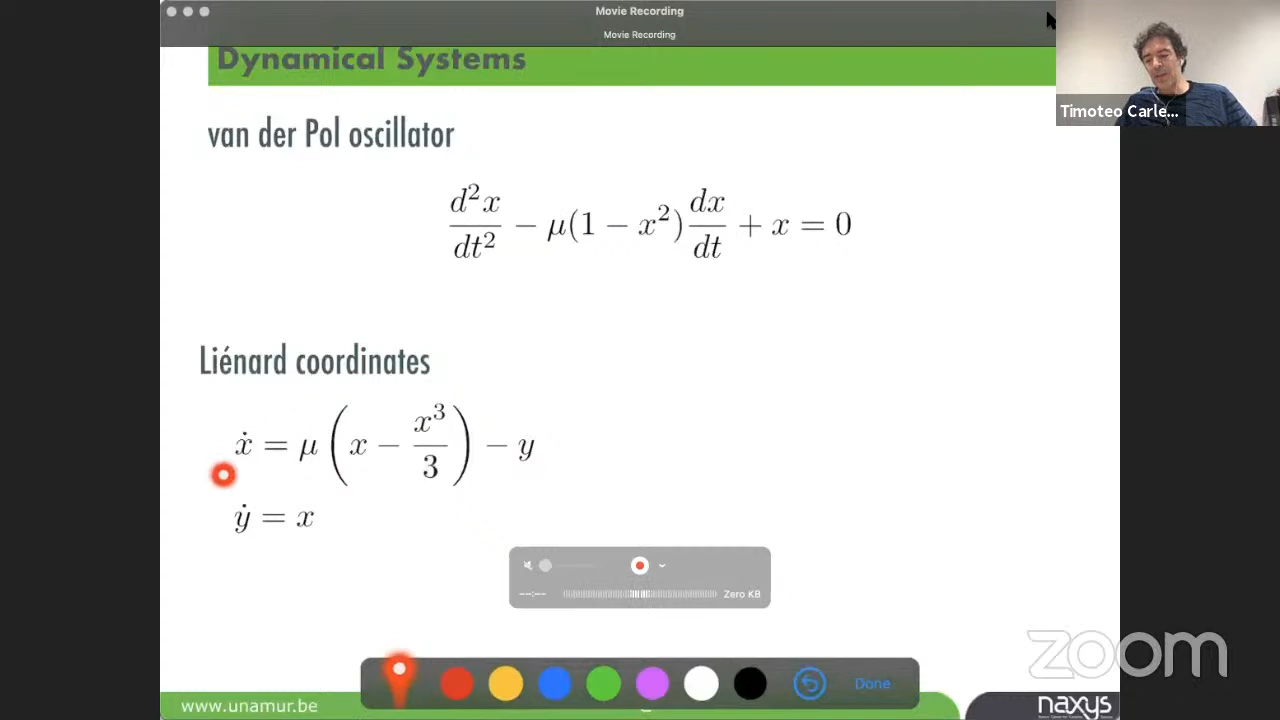 Movie Recording
Movie Recording
Dynamical Systems
Timoteo Carle...
van der Pol oscillator
d²x/dt² − μ(1 − x²) dx/dt + x = 0
Liénard coordinates
ẋ = μ (x − x³/3) − y
ẏ = x
--:--
Zero KB
zoom
Done
www.unamur.be
naxys